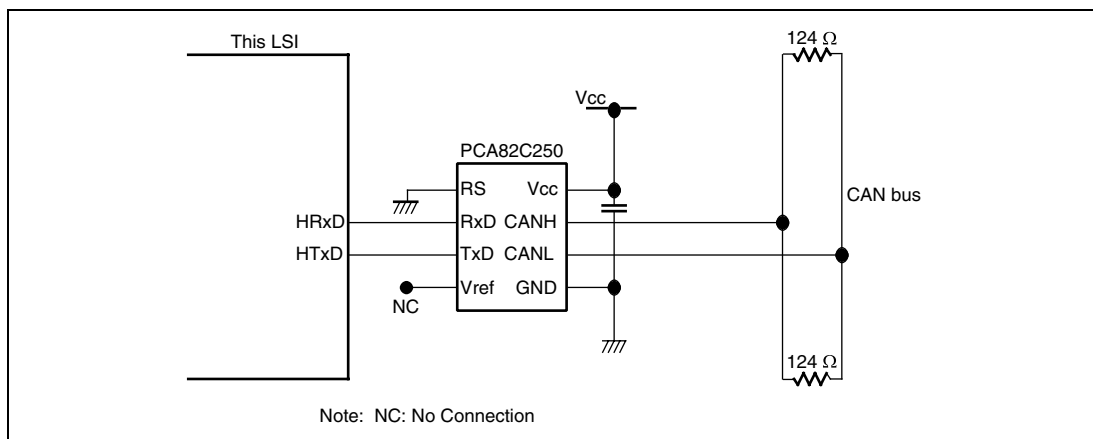 This LSI
124 Ω
Vcc
PCA82C250
RS Vcc
CAN bus
HRxD RxD CANH
HTxD TxD CANL
Vref GND
NC
124 Ω
Note: NC: No Connection